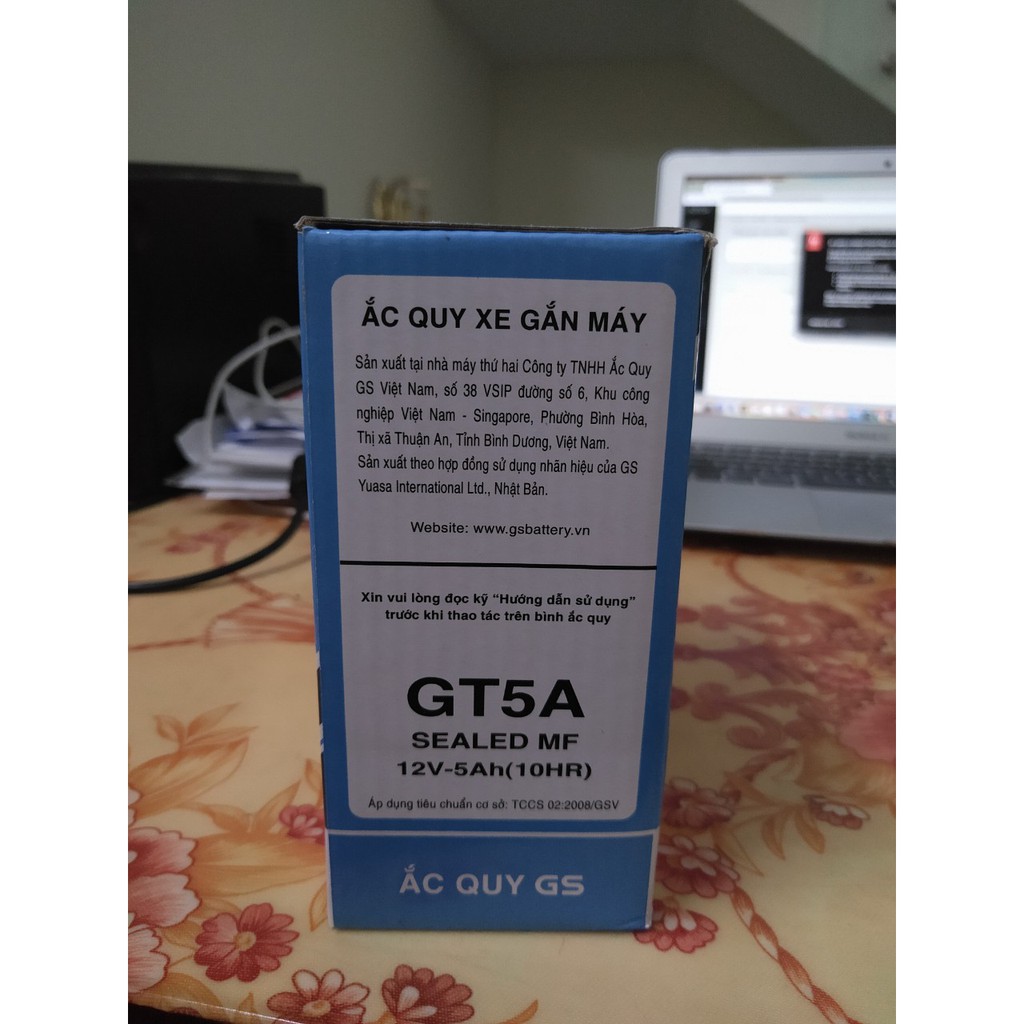 ẮC QUY XE GẮN MÁY
Sản xuất tại nhà máy thứ hai Công ty TNHH Ắc Quy
GS Việt Nam, số 38 VSIP đường số 6, Khu công
nghiệp Việt Nam - Singapore, Phường Bình Hòa,
Thị xã Thuận An, Tỉnh Bình Dương, Việt Nam.
Sản xuất theo hợp đồng sử dụng nhãn hiệu của GS
Yuasa International Ltd., Nhật Bản.
Website: www.gsbattery.vn
Xin vui lòng đọc kỹ “Hướng dẫn sử dụng”
trước khi thao tác trên bình ắc quy
GT5A
SEALED MF
12V-5Ah(10HR)
Áp dụng tiêu chuẩn cơ sở: TCCS 02:2008/GSV
ẮC QUY GS